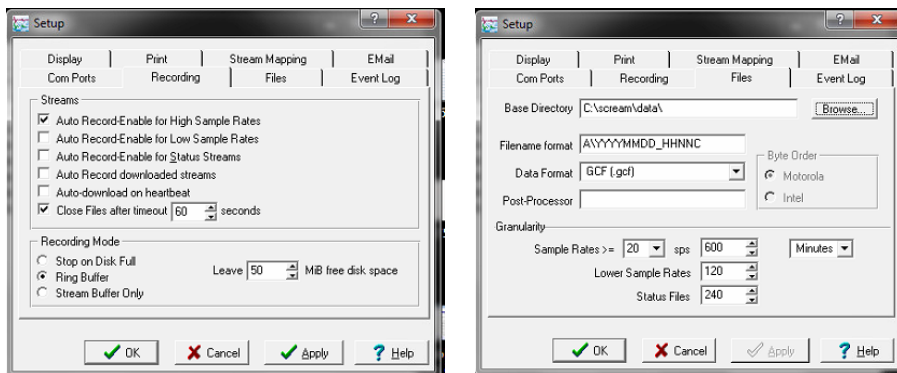 Setup
Display Print Stream Mapping EMail
Com Ports Recording Files Event Log
Streams
Auto Record-Enable for High Sample Rates
Auto Record-Enable for Low Sample Rates
Auto Record-Enable for Status Streams
Auto Record downloaded streams
Auto-download on heartbeat
Close Files after timeout 60 seconds
Recording Mode
Stop on Disk Full
Ring Buffer
Leave 50 MiB free disk space
Stream Buffer Only
OK Cancel Apply ? Help
Setup
Display Print Stream Mapping EMail
Com Ports Recording Files Event Log
Base Directory C:\scream\data\ Browse...
Filename format A\YYYYMMDD_HHNNC
Data Format GCF (.gcf)
Post-Processor
Byte Order
Motorola
Intel
Granularity
Sample Rates >= 20 sps 600 Minutes
Lower Sample Rates 120
Status Files 240
OK Cancel Apply ? Help